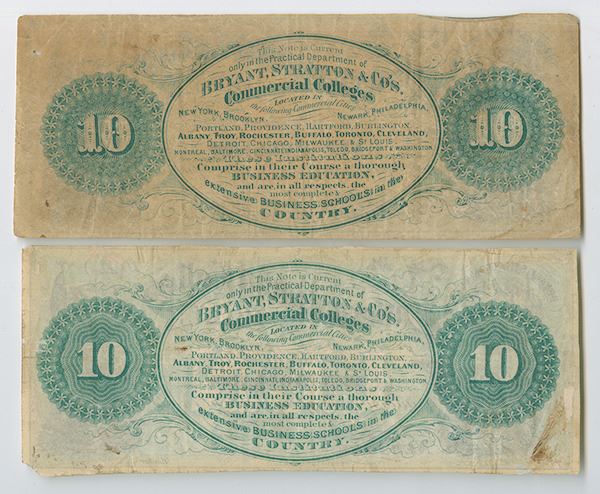 10
This Note is Current
only in the Practical Department of
BRYANT, STRATTON & CO'S.
Commercial Colleges
LOCATED IN
the following Commercial Cities
NEW YORK, BROOKLYN, NEWARK, PHILADELPHIA,
PORTLAND, PROVIDENCE, HARTFORD, BURLINGTON,
ALBANY, TROY, ROCHESTER, BUFFALO, TORONTO, CLEVELAND,
DETROIT, CHICAGO, MILWAUKEE & ST LOUIS
MONTREAL, BALTIMORE, CINCINNATI, INDIANAPOLIS, TOLEDO, BRIDGEPORT & WASHINGTON.
These Institutions
Comprise in their Course a thorough
BUSINESS EDUCATION,
and are, in all respects, the
most complete &
extensive BUSINESS SCHOOLS in the
COUNTRY.
10
10
This Note is Current
only in the Practical Department of
BRYANT, STRATTON & CO'S.
Commercial Colleges
LOCATED IN
the following Commercial Cities
NEW YORK, BROOKLYN, NEWARK, PHILADELPHIA,
PORTLAND, PROVIDENCE, HARTFORD, BURLINGTON,
ALBANY, TROY, ROCHESTER, BUFFALO, TORONTO, CLEVELAND,
DETROIT, CHICAGO, MILWAUKEE & ST LOUIS
MONTREAL, BALTIMORE, CINCINNATI, INDIANAPOLIS, TOLEDO, BRIDGEPORT & WASHINGTON
These Institutions
Comprise in their Course a thorough
BUSINESS EDUCATION,
and are, in all respects, the
most complete &
extensive BUSINESS SCHOOLS in the
COUNTRY.
10